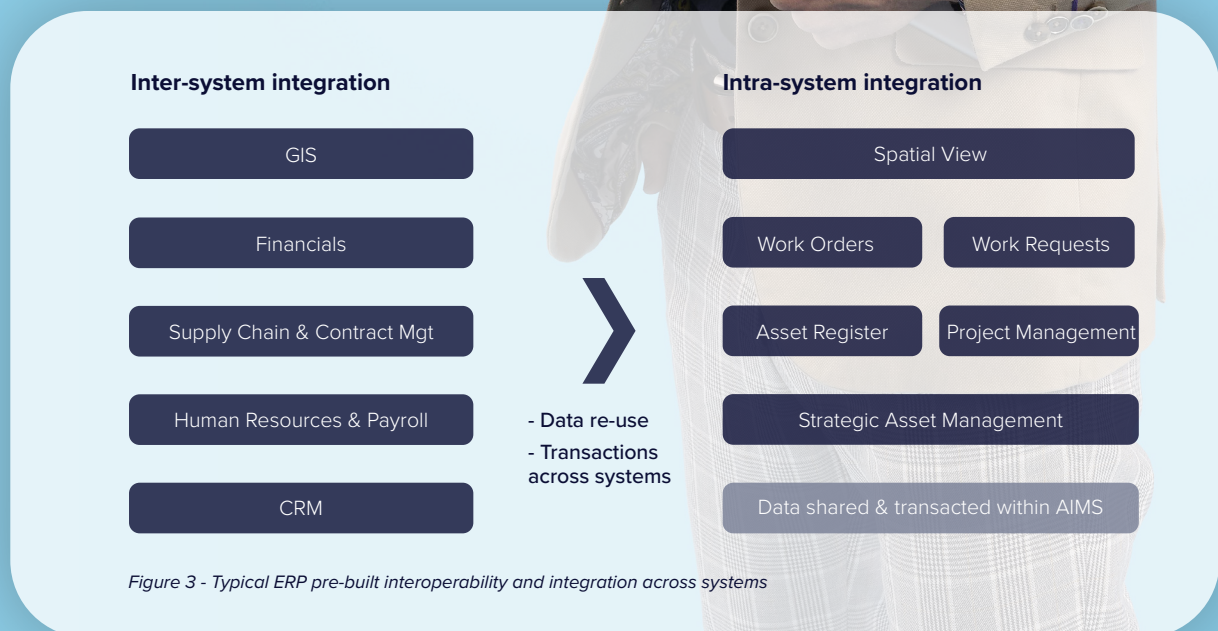 Inter-system integration
GIS
Financials
Supply Chain & Contract Mgt
Human Resources & Payroll
CRM
- Data re-use
- Transactions
across systems
Intra-system integration
Spatial View
Work Orders
Work Requests
Asset Register
Project Management
Strategic Asset Management
Data shared & transacted within AIMS
Figure 3 - Typical ERP pre-built interoperability and integration across systems